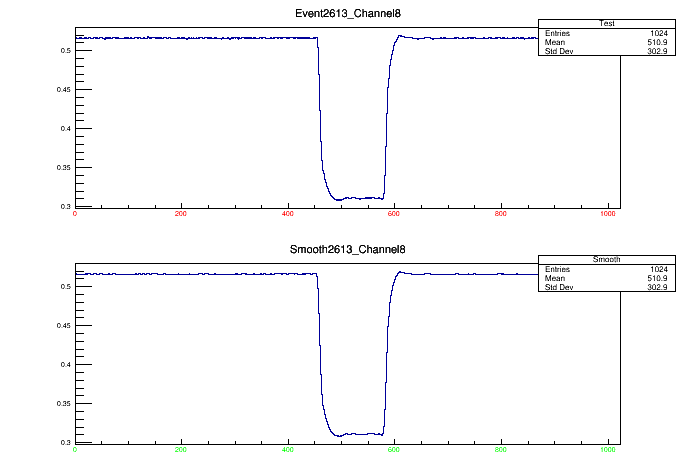 Event2613_Channel8
Test
Entries 1024
Mean 510.9
Std Dev 302.9
0.5
0.45
0.4
0.35
0.3
0 200 400 600 800 1000
Smooth2613_Channel8
Smooth
Entries 1024
Mean 510.9
Std Dev 302.9
0.5
0.45
0.4
0.35
0.3
0 200 400 600 800 1000